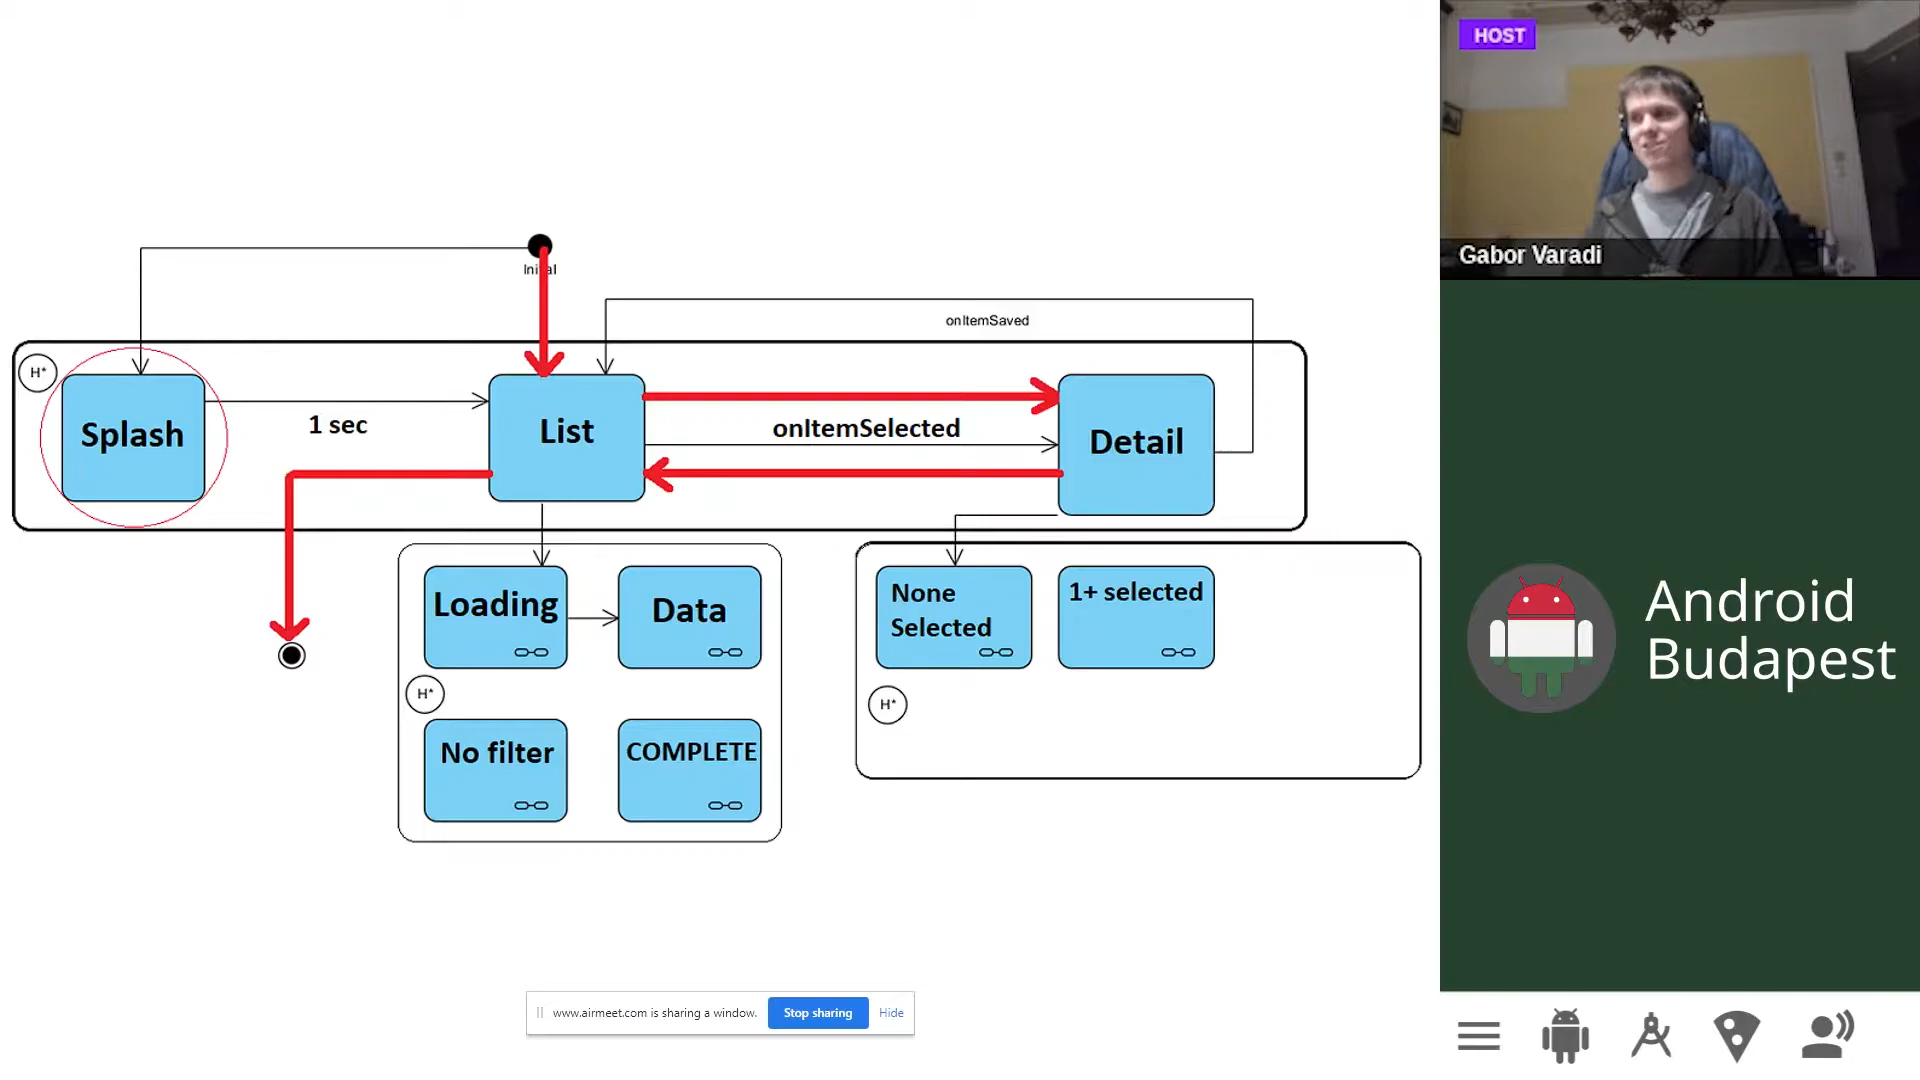 HOST
Gabor Varadi
Initial
onItemSaved
H*
Splash
1 sec
List
onItemSelected
Detail
Loading
Data
None
Selected
1+ selected
H*
H*
No filter
COMPLETE
Android
Budapest
www.airmeet.com is sharing a window.
Stop sharing
Hide